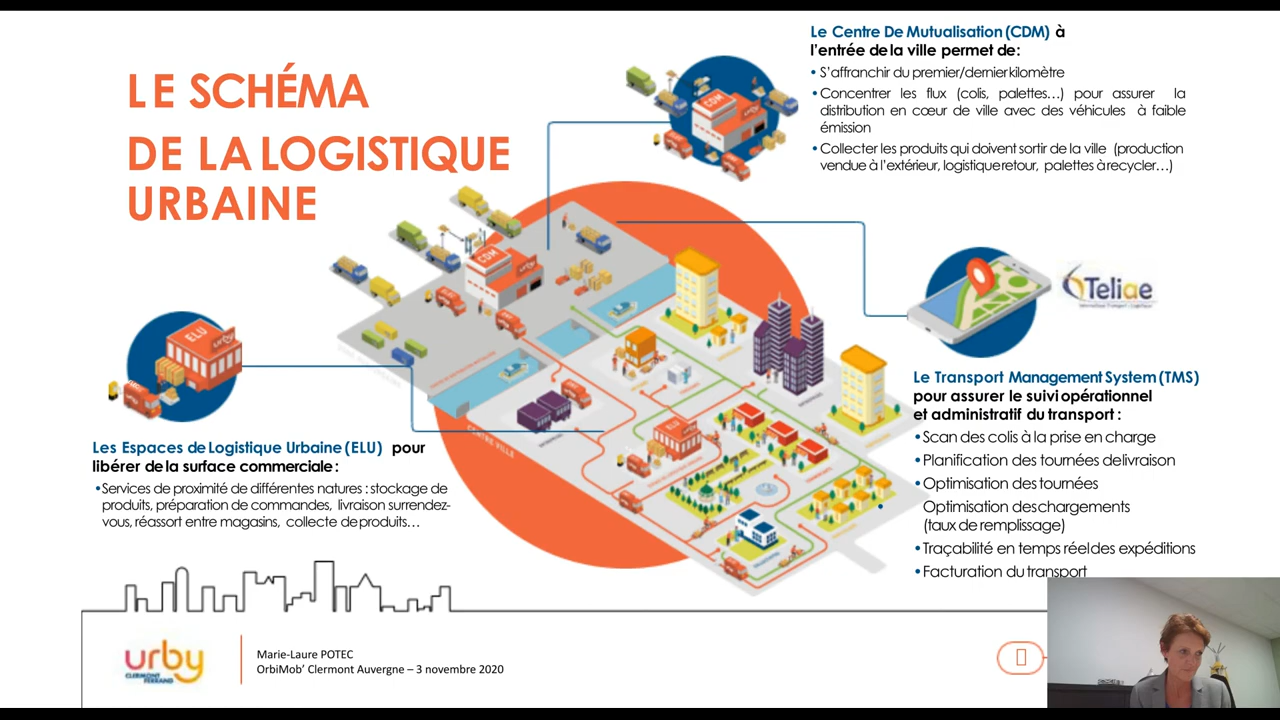 LE SCHÉMA
DE LA LOGISTIQUE
URBAINE
Le Centre De Mutualisation (CDM) à
l'entrée de la ville permet de :
• S'affranchir du premier/dernier kilomètre
• Concentrer les flux (colis, palettes…) pour assurer la
distribution en cœur de ville avec des véhicules à faible
émission
• Collecter les produits qui doivent sortir de la ville (production
vendue à l'extérieur, logistique retour, palettes à recycler…)
CDM
CDM
urby
ELU
urby
ELU
CENTRE VILLE
Teliae
Le Transport Management System (TMS)
pour assurer le suivi opérationnel
et administratif du transport :
• Scan des colis à la prise en charge
• Planification des tournées de livraison
• Optimisation des tournées
• Optimisation des chargements
(taux de remplissage)
• Traçabilité en temps réel des expéditions
• Facturation du transport
Les Espaces de Logistique Urbaine (ELU) pour
libérer de la surface commerciale :
• Services de proximité de différentes natures : stockage de
produits, préparation de commandes, livraison surrendez-
vous, réassort entre magasins, collecte de produits…
urby
CLERMONT
FERRAND
Marie-Laure POTEC
OrbiMob' Clermont Auvergne – 3 novembre 2020